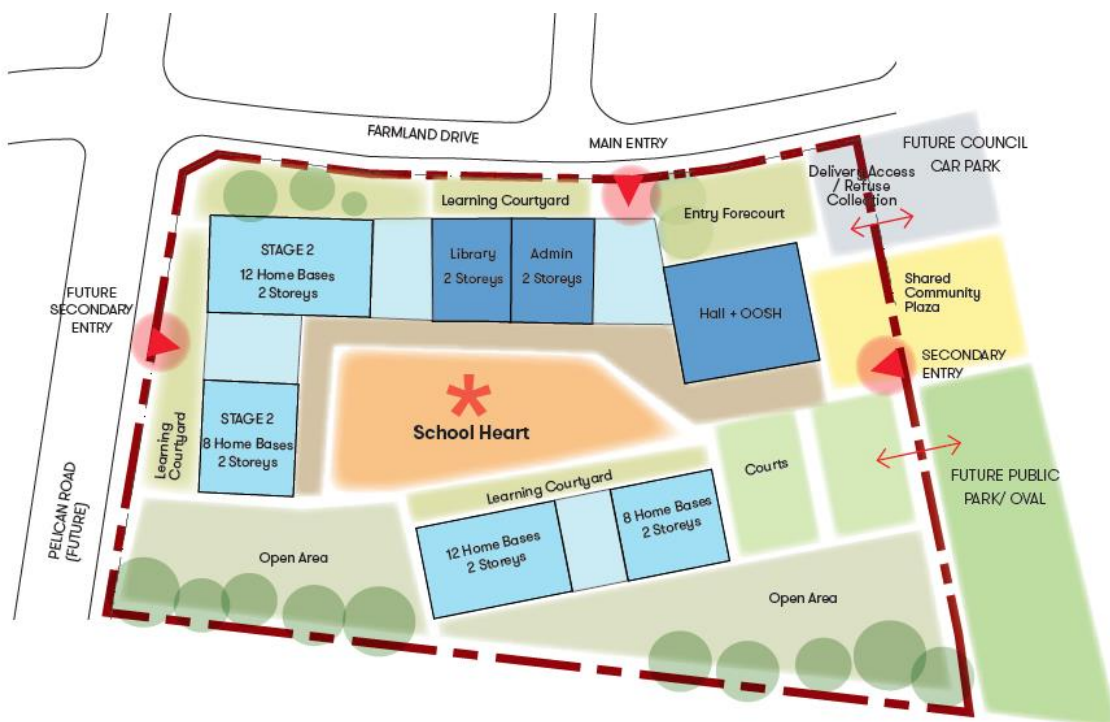 FARMLAND DRIVE
MAIN ENTRY
FUTURE COUNCIL
CAR PARK
Delivery Access
/ Refuse
Collection
Learning Courtyard
Entry Forecourt
STAGE 2
12 Home Bases
2 Storeys
Library
2 Storeys
Admin
2 Storeys
Hall + OOSH
Shared
Community
Plaza
FUTURE
SECONDARY
ENTRY
SECONDARY
ENTRY
STAGE 2
8 Home Bases
2 Storeys
Learning
Courtyard
School Heart
Courts
Learning Courtyard
FUTURE PUBLIC
PARK/ OVAL
PELICAN ROAD
(FUTURE)
Open Area
12 Home Bases
2 Storeys
8 Home Bases
2 Storeys
Open Area